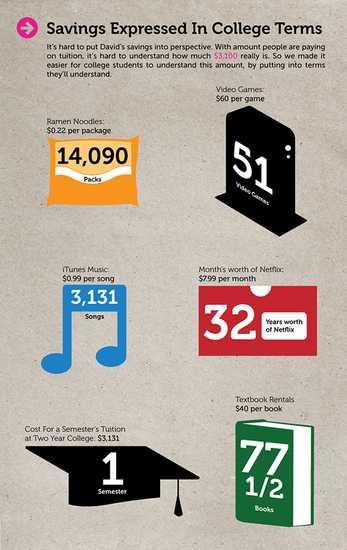 Savings Expressed In College Terms
It's hard to put David's savings into perspective. With amount people are paying
on tuition, it's hard to understand how much $3,100 really is. So we made it
easier for college students to understand this amount, by putting into terms
they'll understand.
Video Games:
$60 per game
51
Video Games
Ramen Noodles:
$0.22 per package
14,090
Packs
iTunes Music:
$0.99 per song
3,131
Songs
Month's worth of Netflix:
$7.99 per month
32
Years worth
of Netflix
Cost For a Semester's Tuition
at Two Year College: $3,131
1
Semester
Textbook Rentals
$40 per book
77
1/2
Books